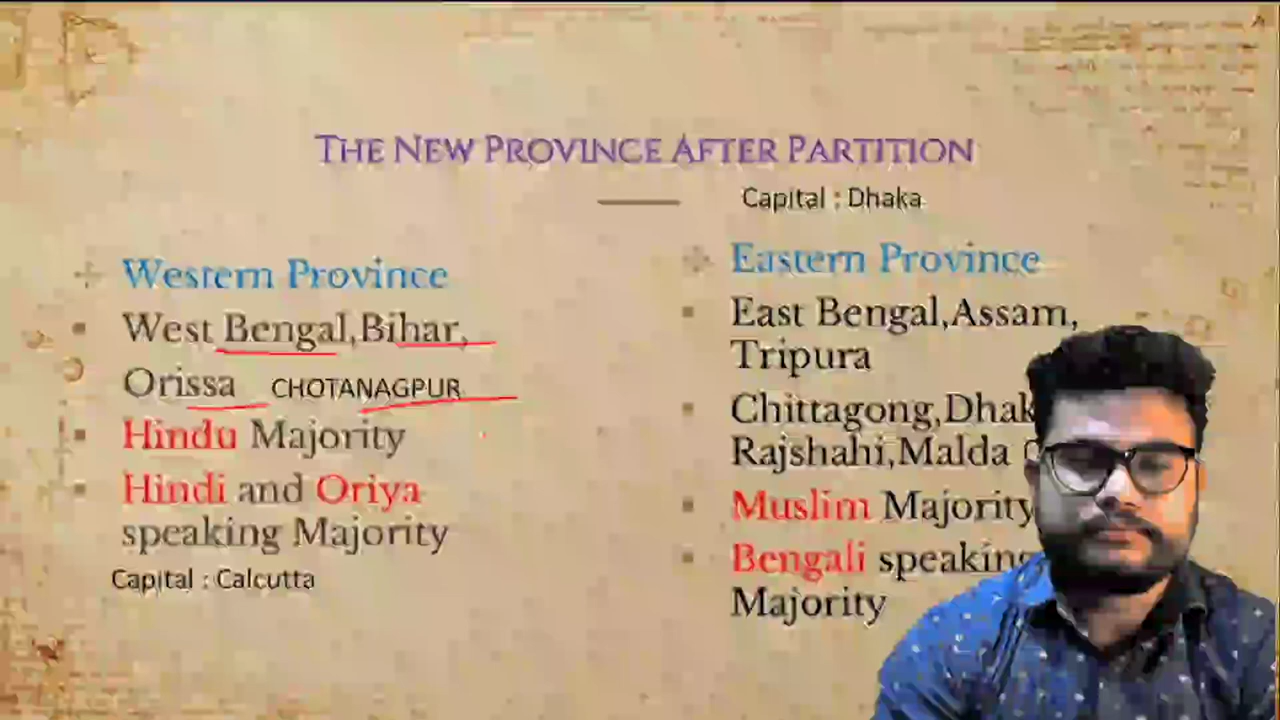 THE NEW PROVINCE AFTER PARTITION
Capital : Dhaka
Western Province
West Bengal,Bihar,
Orissa CHOTANAGPUR
Hindu Majority
Hindi and Oriya
speaking Majority
Capital : Calcutta
Eastern Province
East Bengal,Assam,
Tripura
Chittagong,
Rajshahi,Malda
Muslim Majority
Bengali speaking
Majority